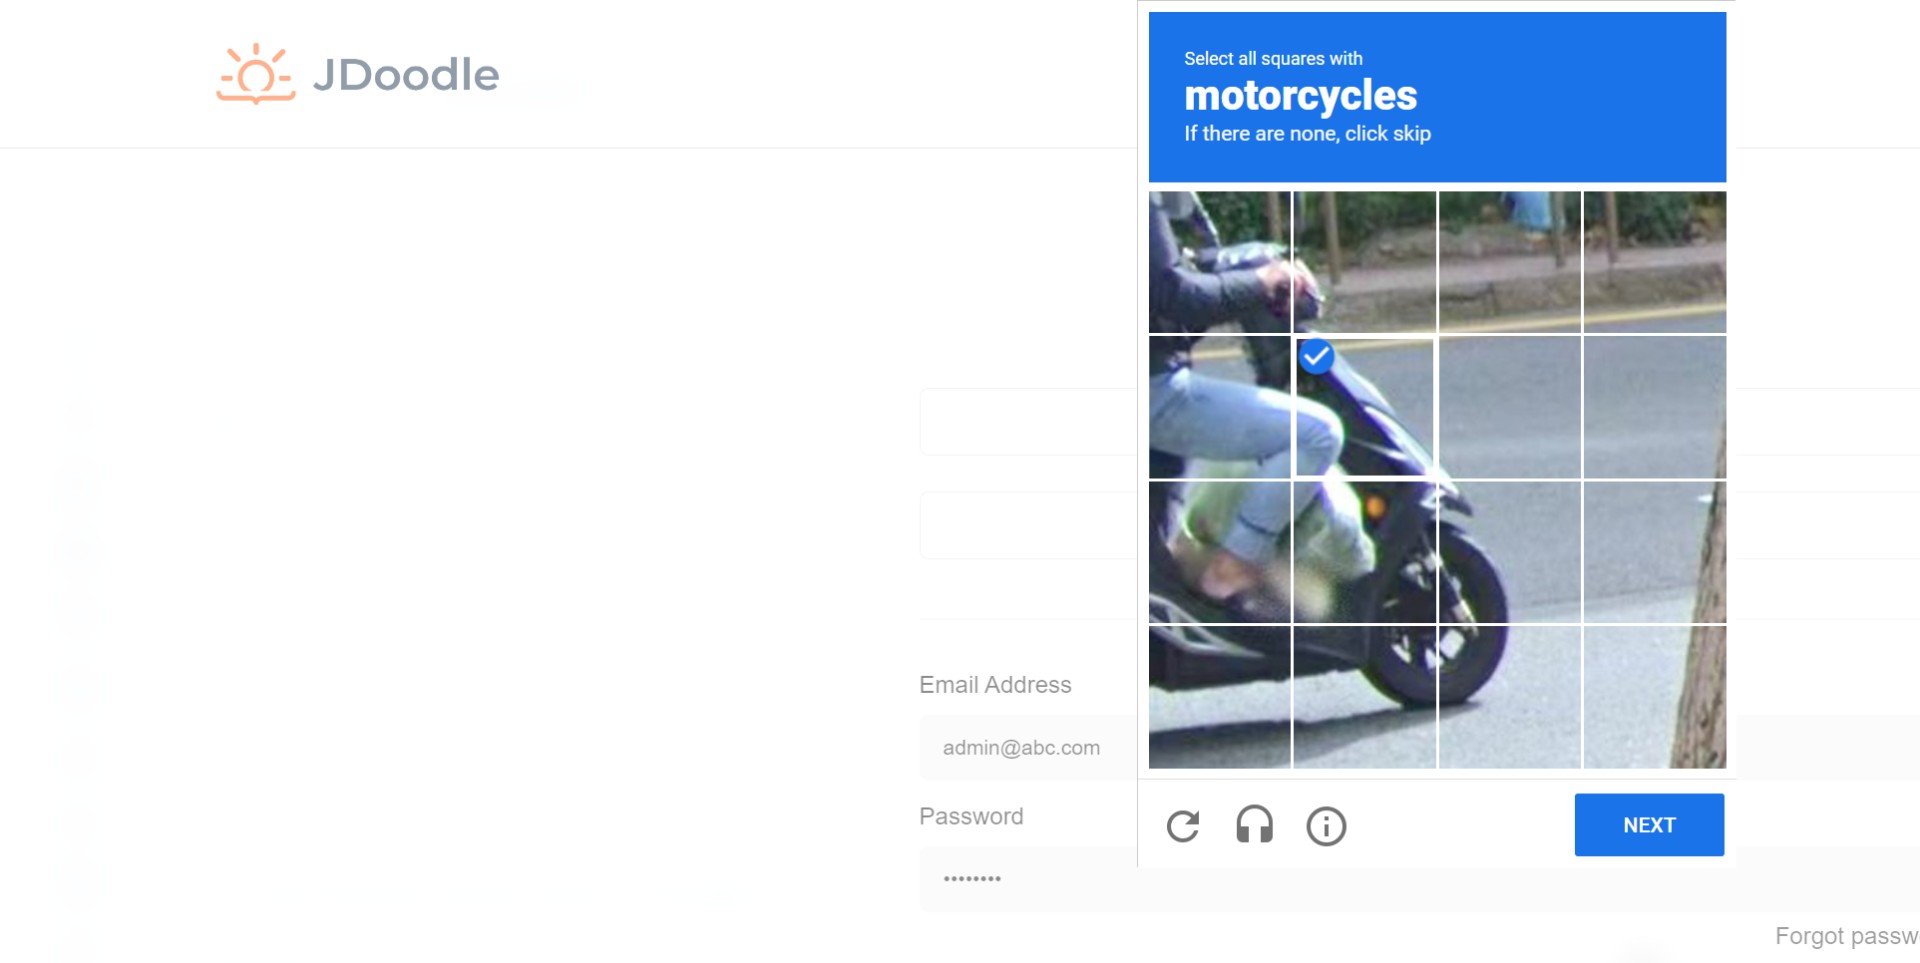 JDoodle
Select all squares with
motorcycles
If there are none, click skip
Email Address
admin@abc.com
Password
••••••••
NEXT
Forgot passw